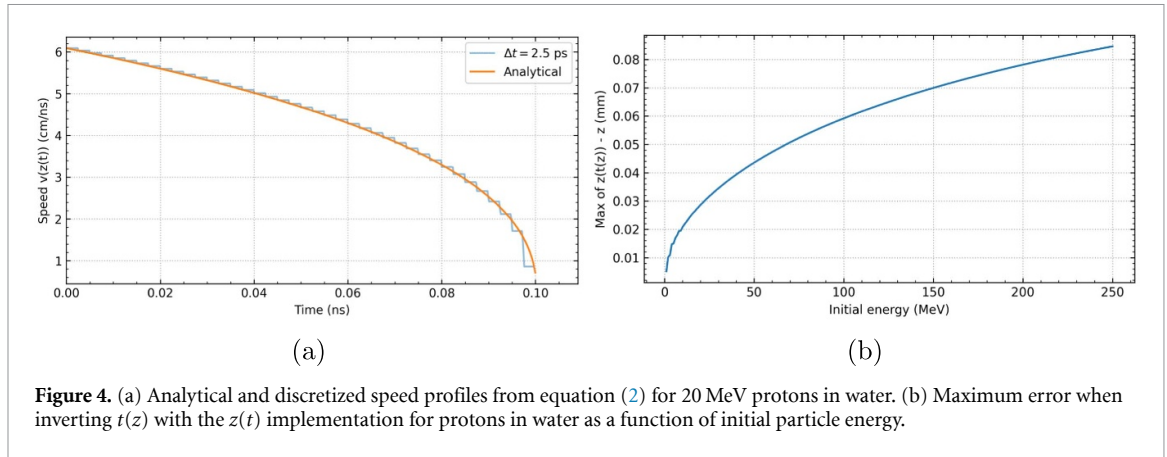 Speed v(z(t)) (cm/ns)
6
5
4
3
2
1
Δt = 2.5 ps
Analytical
0.00 0.02 0.04 0.06 0.08 0.10
Time (ns)
(a)
Max of z(t(z)) - z (mm)
0.08
0.07
0.06
0.05
0.04
0.03
0.02
0.01
0 50 100 150 200 250
Initial energy (MeV)
(b)
Figure 4. (a) Analytical and discretized speed profiles from equation (2) for 20 MeV protons in water. (b) Maximum error when
inverting t(z) with the z(t) implementation for protons in water as a function of initial particle energy.